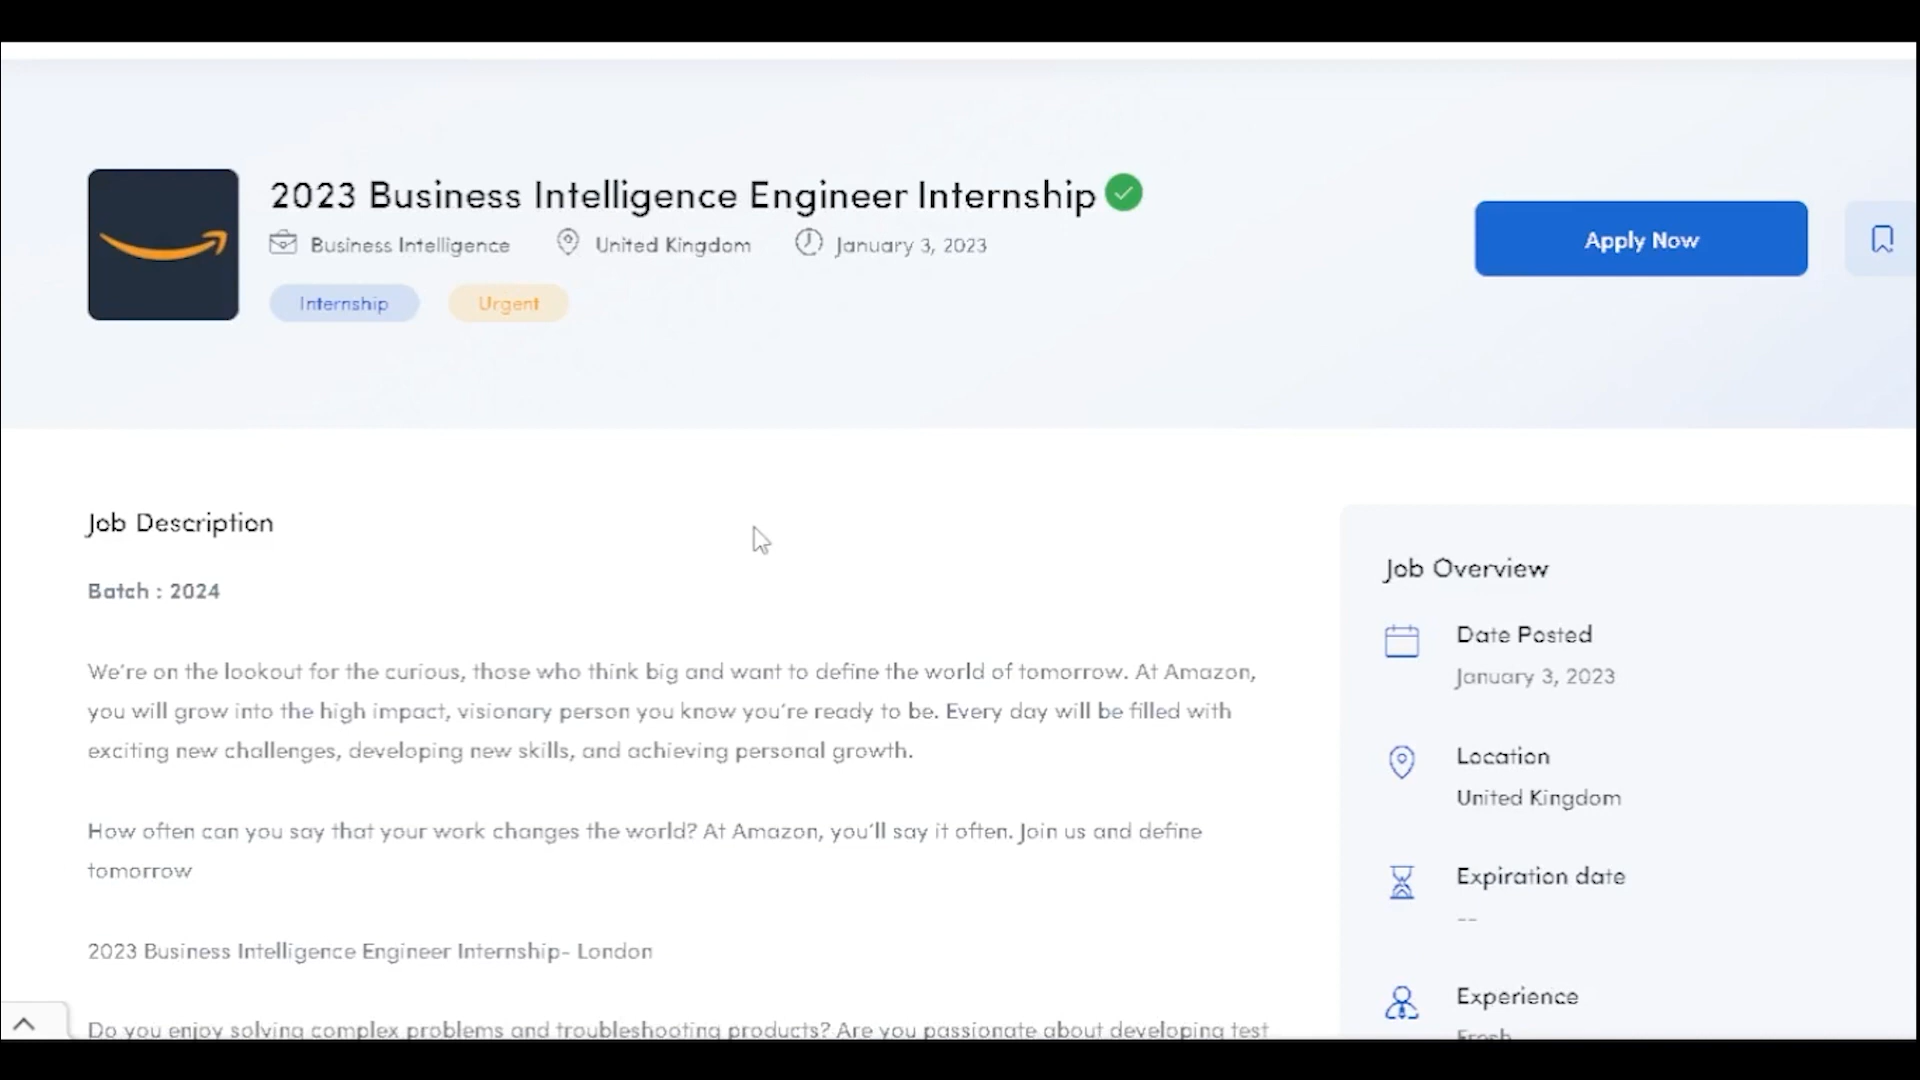 2023 Business Intelligence Engineer Internship
Business Intelligence
United Kingdom
January 3, 2023
Apply Now
Internship
Urgent
Job Description
Batch : 2024
We're on the lookout for the curious, those who think big and want to define the world of tomorrow. At Amazon,
you will grow into the high impact, visionary person you know you're ready to be. Every day will be filled with
exciting new challenges, developing new skills, and achieving personal growth.
How often can you say that your work changes the world? At Amazon, you'll say it often. Join us and define
tomorrow
2023 Business Intelligence Engineer Internship- London
Do you enjoy solving complex problems and troubleshooting products? Are you passionate about developing test
Job Overview
Date Posted
January 3, 2023
Location
United Kingdom
Expiration date
--
Experience
Fresh